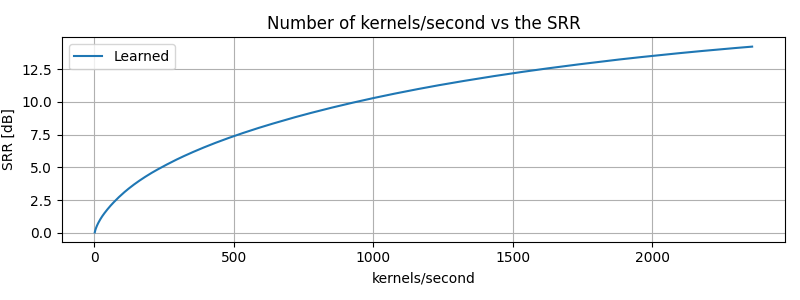 Number of kernels/second vs the SRR
Learned
SRR [dB]
12.5
10.0
7.5
5.0
2.5
0.0
0 500 1000 1500 2000
kernels/second